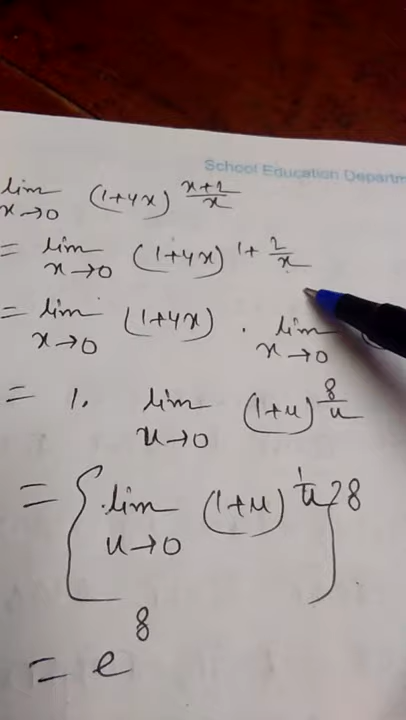 School Education Departm
lim x→0 (1+4x)^((x+2)/x)
= lim x→0 (1+4x)^(1+2/x)
= lim x→0 (1+4x) . lim x→0 (
= 1. lim u→0 (1+u)^(8/u)
= { lim u→0 (1+u)^(1/u) }^8
= e^8